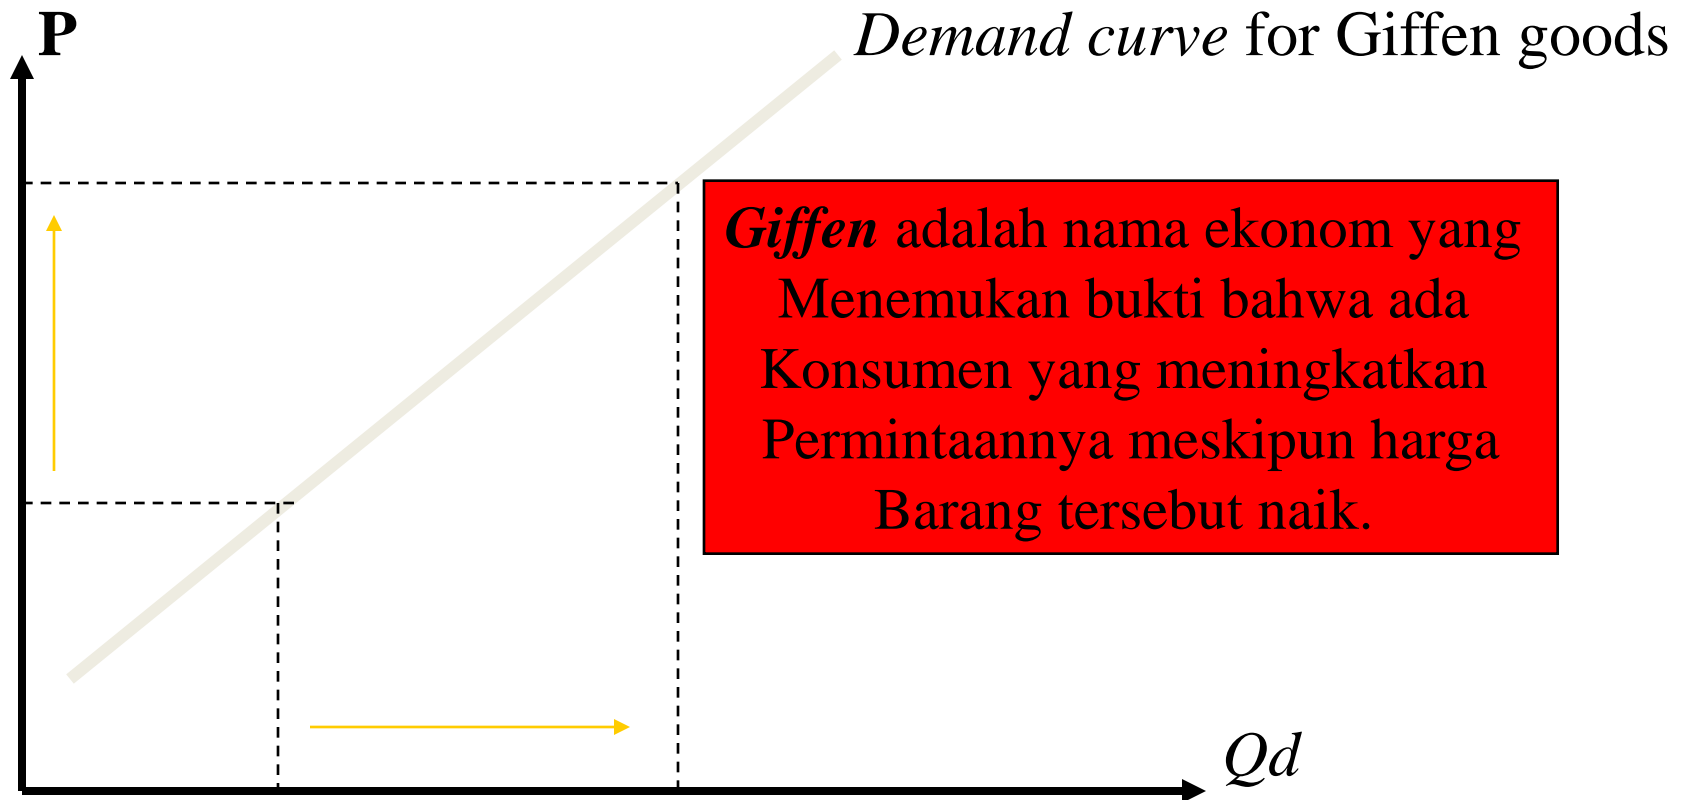 P
Demand curve for Giffen goods
Giffen adalah nama ekonom yang
Menemukan bukti bahwa ada
Konsumen yang meningkatkan
Permintaannya meskipun harga
Barang tersebut naik.
Qd